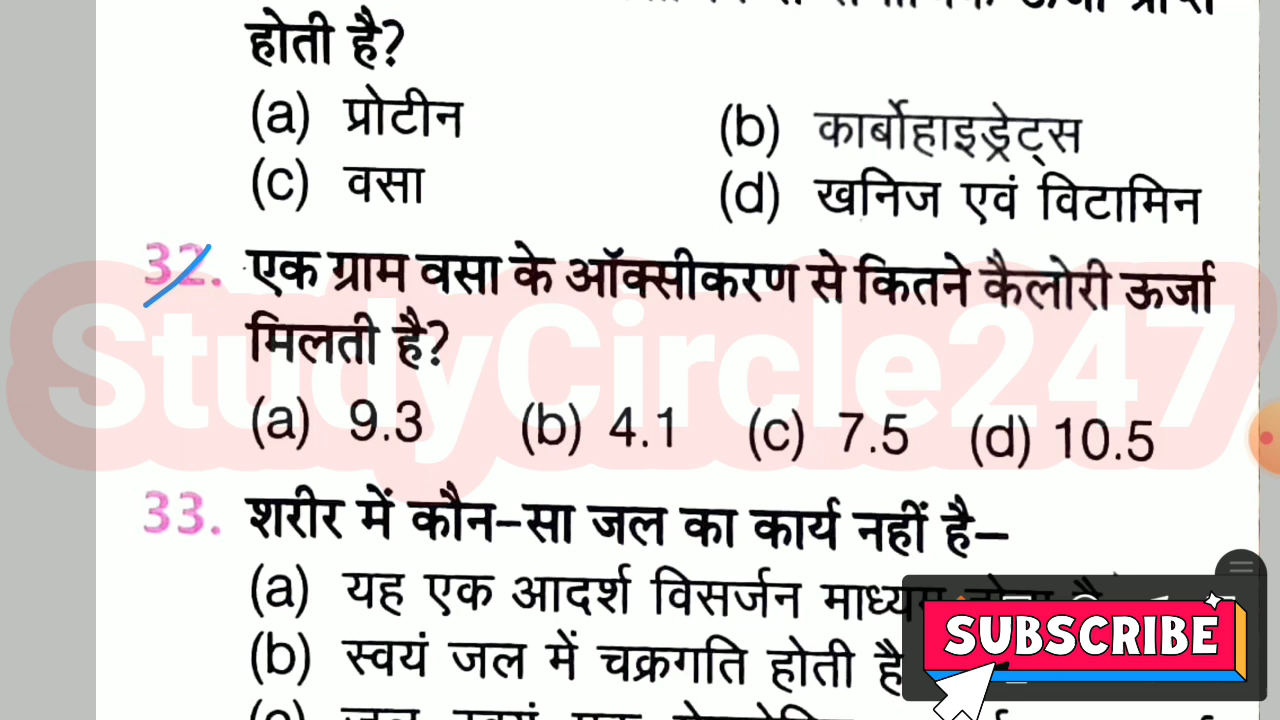 होती है?
(a) प्रोटीन (b) कार्बोहाइड्रेट्स
(c) वसा (d) खनिज एवं विटामिन
32. एक ग्राम वसा के ऑक्सीकरण से कितने कैलोरी ऊर्जा
मिलती है?
StudyCircle247
(a) 9.3 (b) 4.1 (c) 7.5 (d) 10.5
33. शरीर में कौन-सा जल का कार्य नहीं है–
(a) यह एक आदर्श विसर्जन माध्यम
SUBSCRIBE
(b) स्वयं जल में चक्रगति होती है